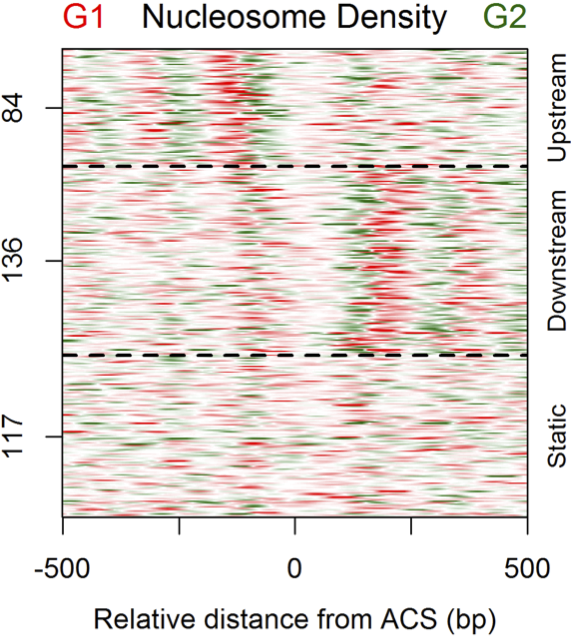 G1 Nucleosome Density G2
84
136
117
Upstream
Downstream
Static
-500 0 500
Relative distance from ACS (bp)